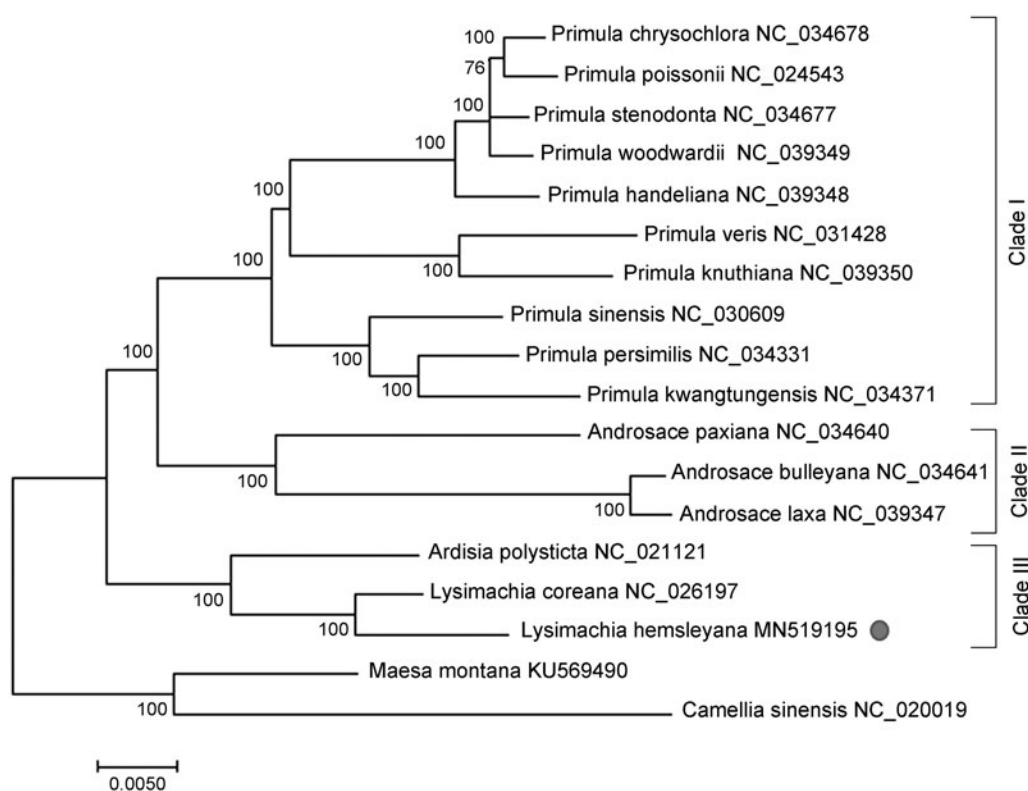 100
Primula chrysochlora NC_034678
76
Primula poissonii NC_024543
100
Primula stenodonta NC_034677
100
Primula woodwardii NC_039349
Primula handeliana NC_039348
100
Primula veris NC_031428
100
100
Primula knuthiana NC_039350
Primula sinensis NC_030609
100
100
Primula persimilis NC_034331
100
Primula kwangtungensis NC_034371
Clade I
Androsace paxiana NC_034640
100
Androsace bulleyana NC_034641
100
Androsace laxa NC_039347
Clade II
Ardisia polysticta NC_021121
100
Lysimachia coreana NC_026197
100
Lysimachia hemsleyana MN519195
Clade III
Maesa montana KU569490
100
Camellia sinensis NC_020019
0.0050